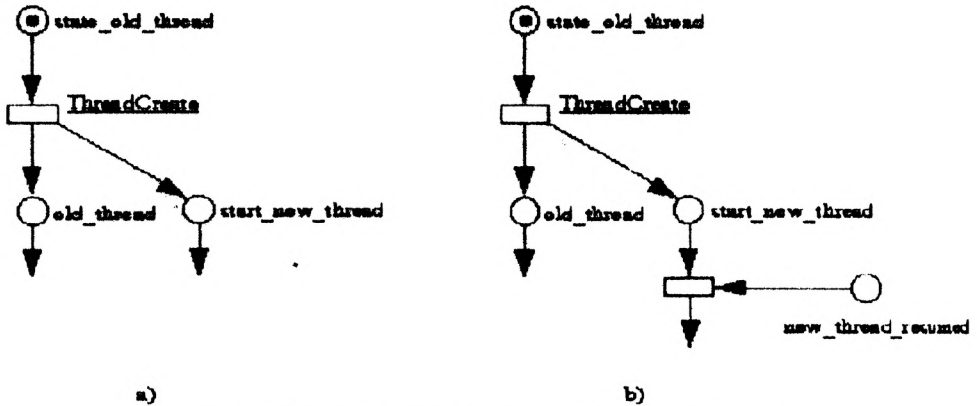 state_old_thread
ThreadCreate
old_thread
start_new_thread
a)
state_old_thread
ThreadCreate
old_thread
start_new_thread
new_thread_resumed
b)